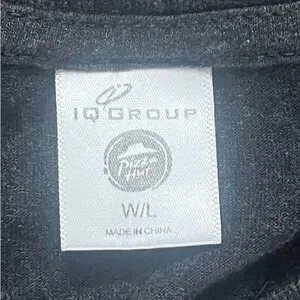 IQ GROUP
Pizza
Hut
W/L
MADE IN CHINA